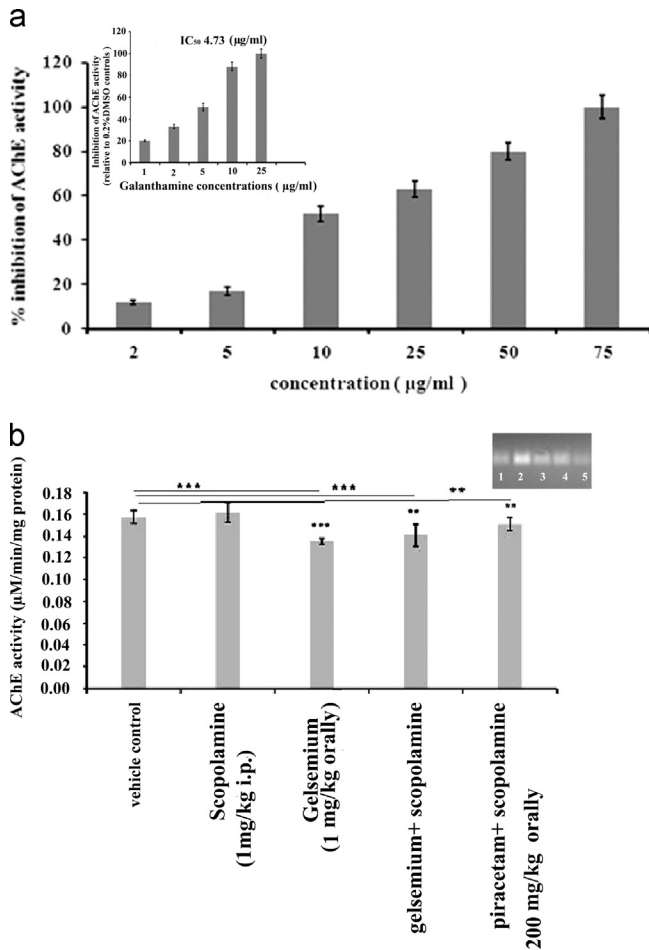 a
IC₅₀ 4.73 (µg/ml)
Inhibition of AChE activity
(relative to 0.2%DMSO controls)
120
100
80
60
40
20
0
1 2 5 10 25
Galanthamine concentrations ( µg/ml)
% inhibition of AChE activity
120
100
80
60
40
20
0
2 5 10 25 50 75
concentration ( µg/ml )
b
1 2 3 4 5
*** *** **
*** ** **
AChE activity (µM/min/mg protein)
0.18
0.16
0.14
0.12
0.10
0.08
0.06
0.04
0.02
0.00
vehicle control
Scopolamine
(1mg/kg i.p.)
Gelsemium
(1 mg/kg orally)
gelsemium+ scopolamine
piracetam+ scopolamine
200 mg/kg orally